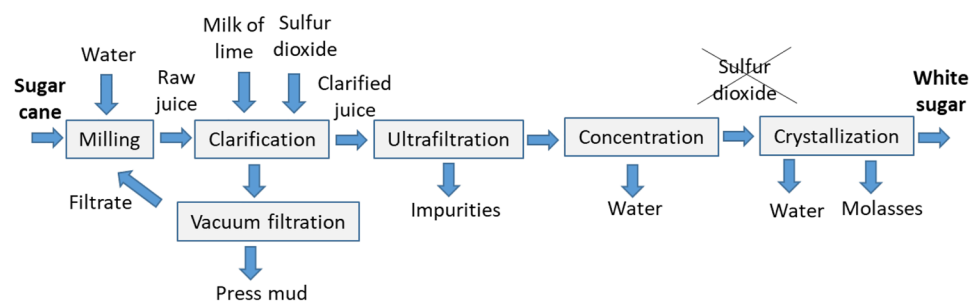 Water
Milk of
lime
Sulfur
dioxide
Sulfur
dioxide
Sugar
cane
Raw
juice
Clarified
juice
White
sugar
Milling
Clarification
Ultrafiltration
Concentration
Crystallization
Filtrate
Vacuum filtration
Impurities
Water
Water
Molasses
Press mud